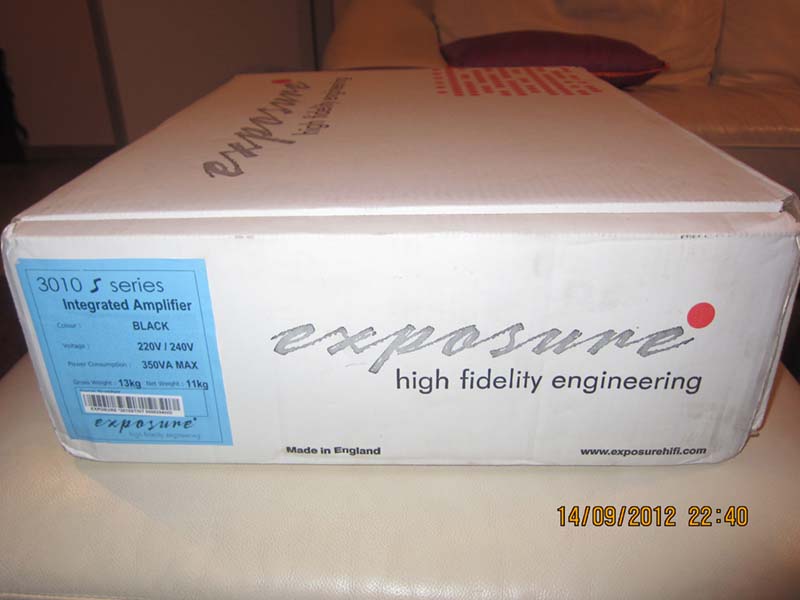 exposure
high fidelity engineering
3010 S series
Integrated Amplifier
Colour : BLACK
Voltage : 220V / 240V
Power Consumption : 350VA MAX
Gross Weight : 13kg Net Weight : 11kg
exposure
high fidelity engineering
exposure
high fidelity engineering
Made in England
www.exposurehifi.com
14/09/2012 22:40